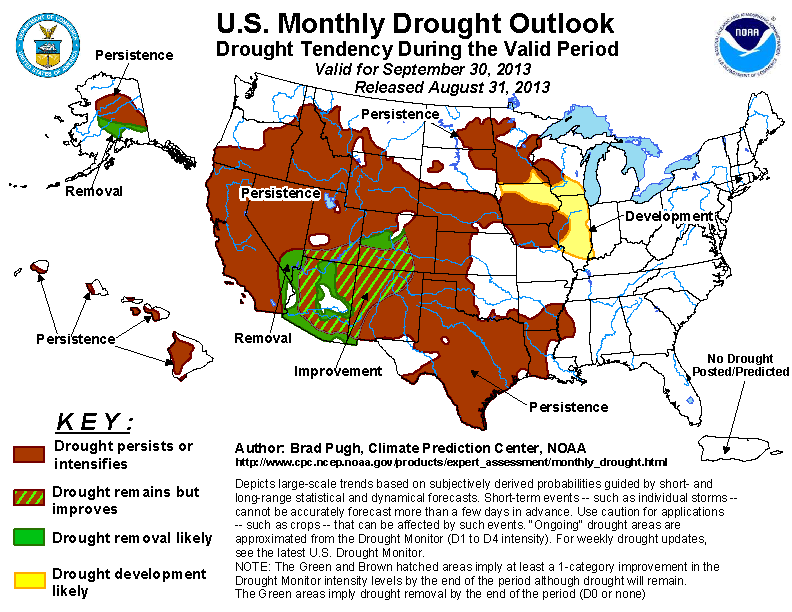 U.S. Monthly Drought Outlook
Drought Tendency During the Valid Period
Valid for September 30, 2013
Released August 31, 2013
NOAA
Persistence
Removal
Persistence
Persistence
Development
Persistence
Removal
Improvement
Persistence
No Drought
Posted/Predicted
KEY:
Drought persists or
intensifies
Drought remains but
improves
Drought removal likely
Drought development
likely
Author: Brad Pugh, Climate Prediction Center, NOAA
http://www.cpc.ncep.noaa.gov/products/expert_assessment/monthly_drought.html
Depicts large-scale trends based on subjectively derived probabilities guided by short- and
long-range statistical and dynamical forecasts. Short-term events -- such as individual storms --
cannot be accurately forecast more than a few days in advance. Use caution for applications
-- such as crops -- that can be affected by such events. "Ongoing" drought areas are
approximated from the Drought Monitor (D1 to D4 intensity). For weekly drought updates,
see the latest U.S. Drought Monitor.
NOTE: The Green and Brown hatched areas imply at least a 1-category improvement in the
Drought Monitor intensity levels by the end of the period although drought will remain.
The Green areas imply drought removal by the end of the period (D0 or none)